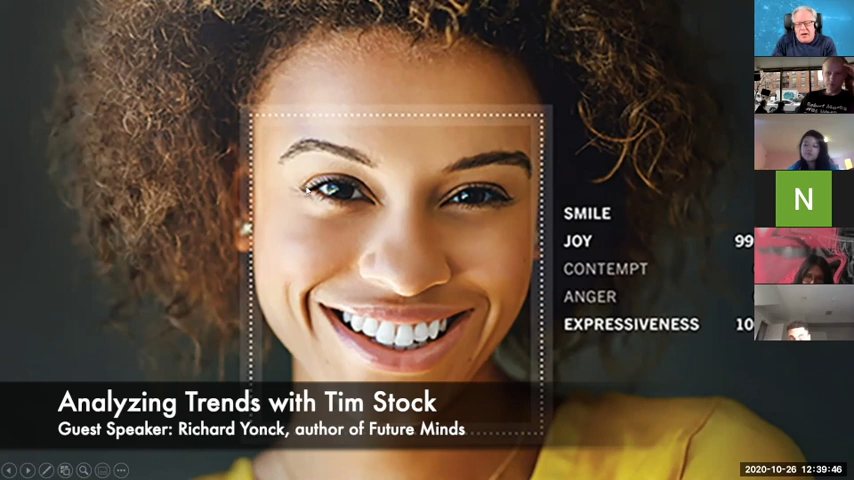 SMILE
JOY 99
CONTEMPT
ANGER
EXPRESSIVENESS 10
N
Analyzing Trends with Tim Stock
Guest Speaker: Richard Yonck, author of Future Minds
2020-10-26 12:39:46